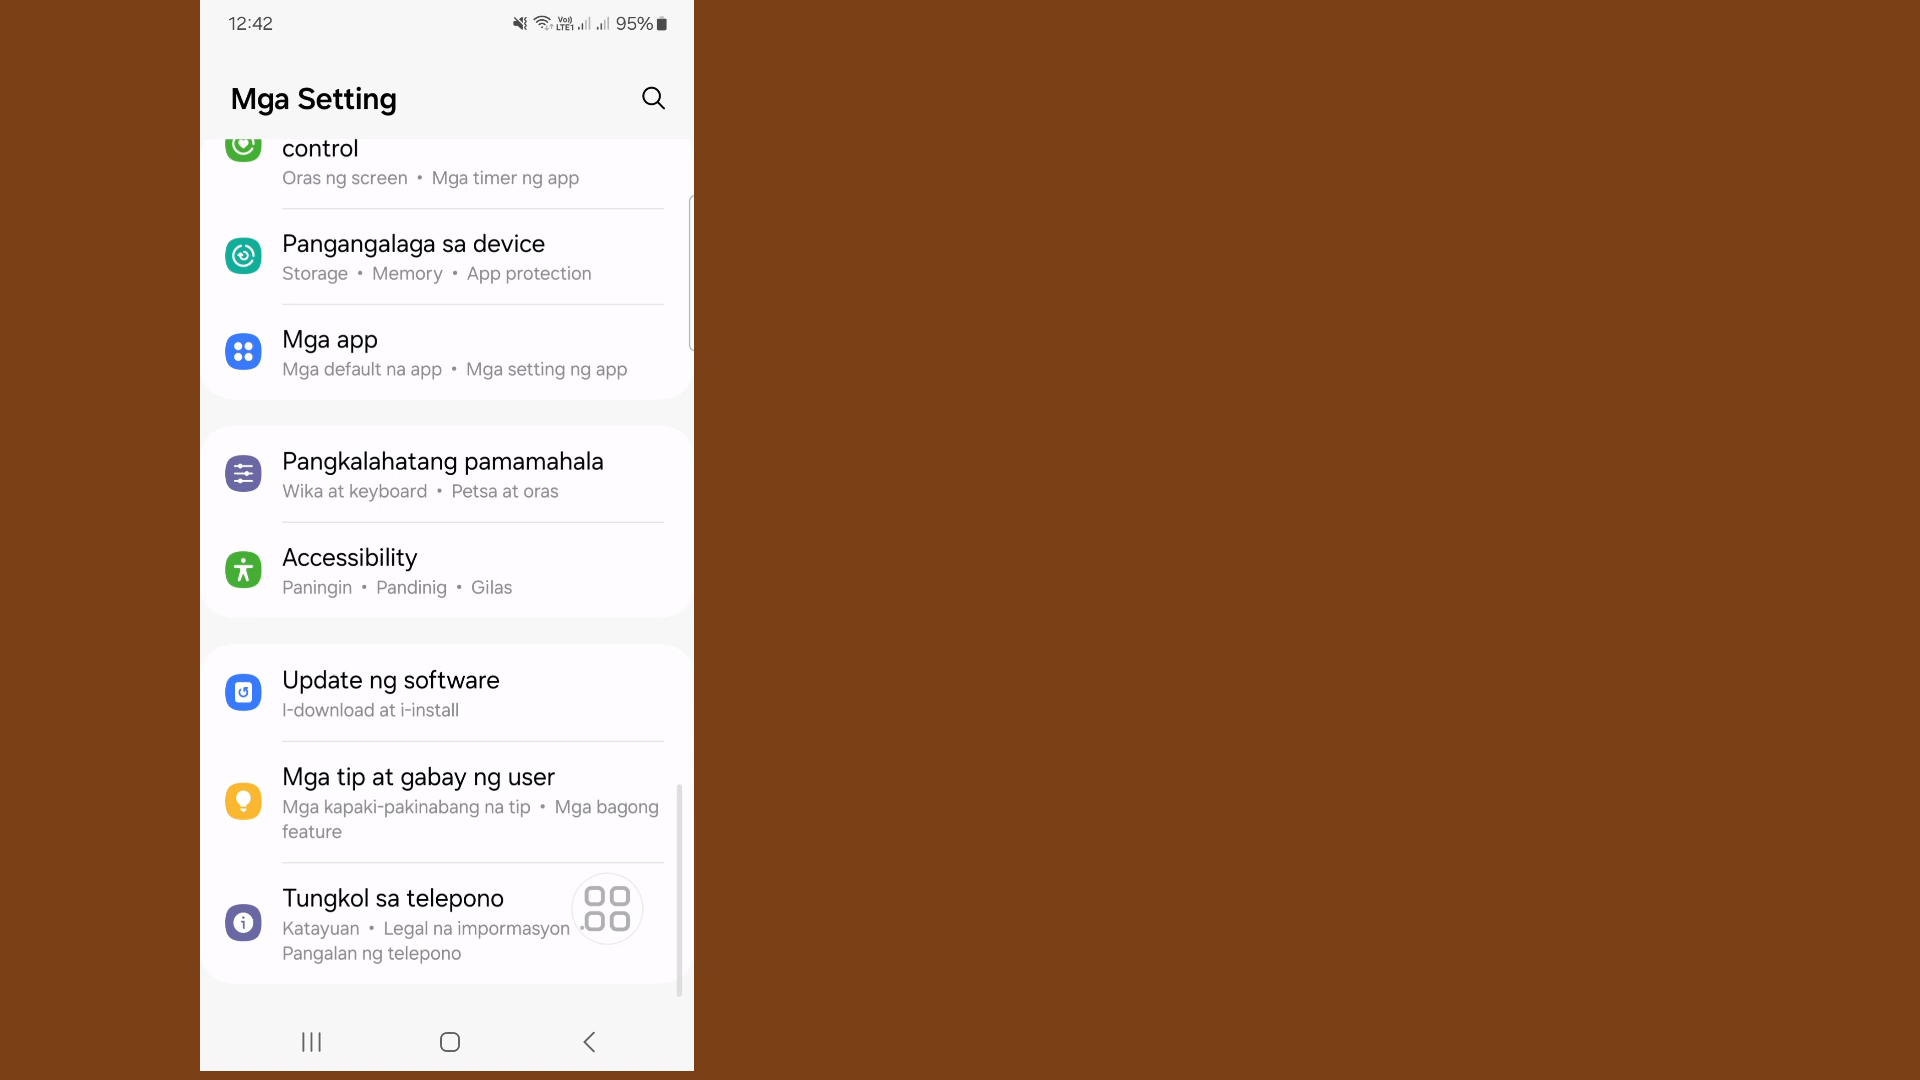 12:42
Vo))
LTE1
95%
Mga Setting
control
Oras ng screen • Mga timer ng app
Pangangalaga sa device
Storage • Memory • App protection
Mga app
Mga default na app • Mga setting ng app
Pangkalahatang pamamahala
Wika at keyboard • Petsa at oras
Accessibility
Paningin • Pandinig • Gilas
Update ng software
I-download at i-install
Mga tip at gabay ng user
Mga kapaki-pakinabang na tip • Mga bagong
feature
Tungkol sa telepono
Katayuan • Legal na impormasyon •
Pangalan ng telepono